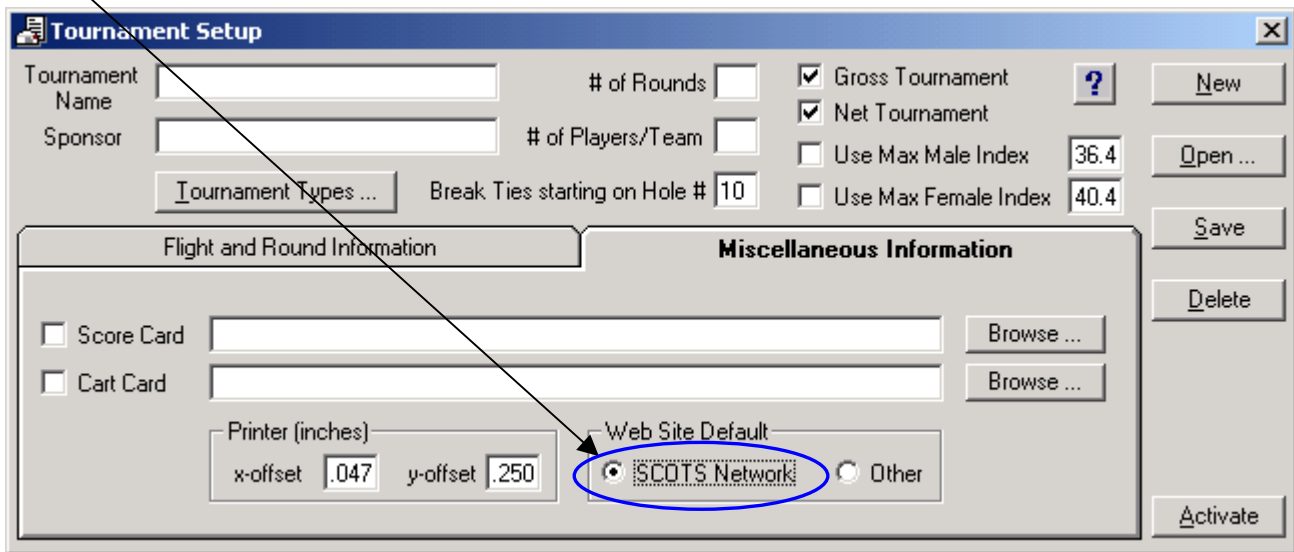 Tournament Setup
Tournament Name
# of Rounds
Gross Tournament
?
New
Net Tournament
Sponsor
# of Players/Team
Use Max Male Index 36.4
Open ...
Tournament Types ...
Break Ties starting on Hole # 10
Use Max Female Index 40.4
Save
Flight and Round Information
Miscellaneous Information
Delete
Score Card
Browse ...
Cart Card
Browse ...
Printer (inches)
x-offset .047 y-offset .250
Web Site Default
SCOTS Network Other
Activate